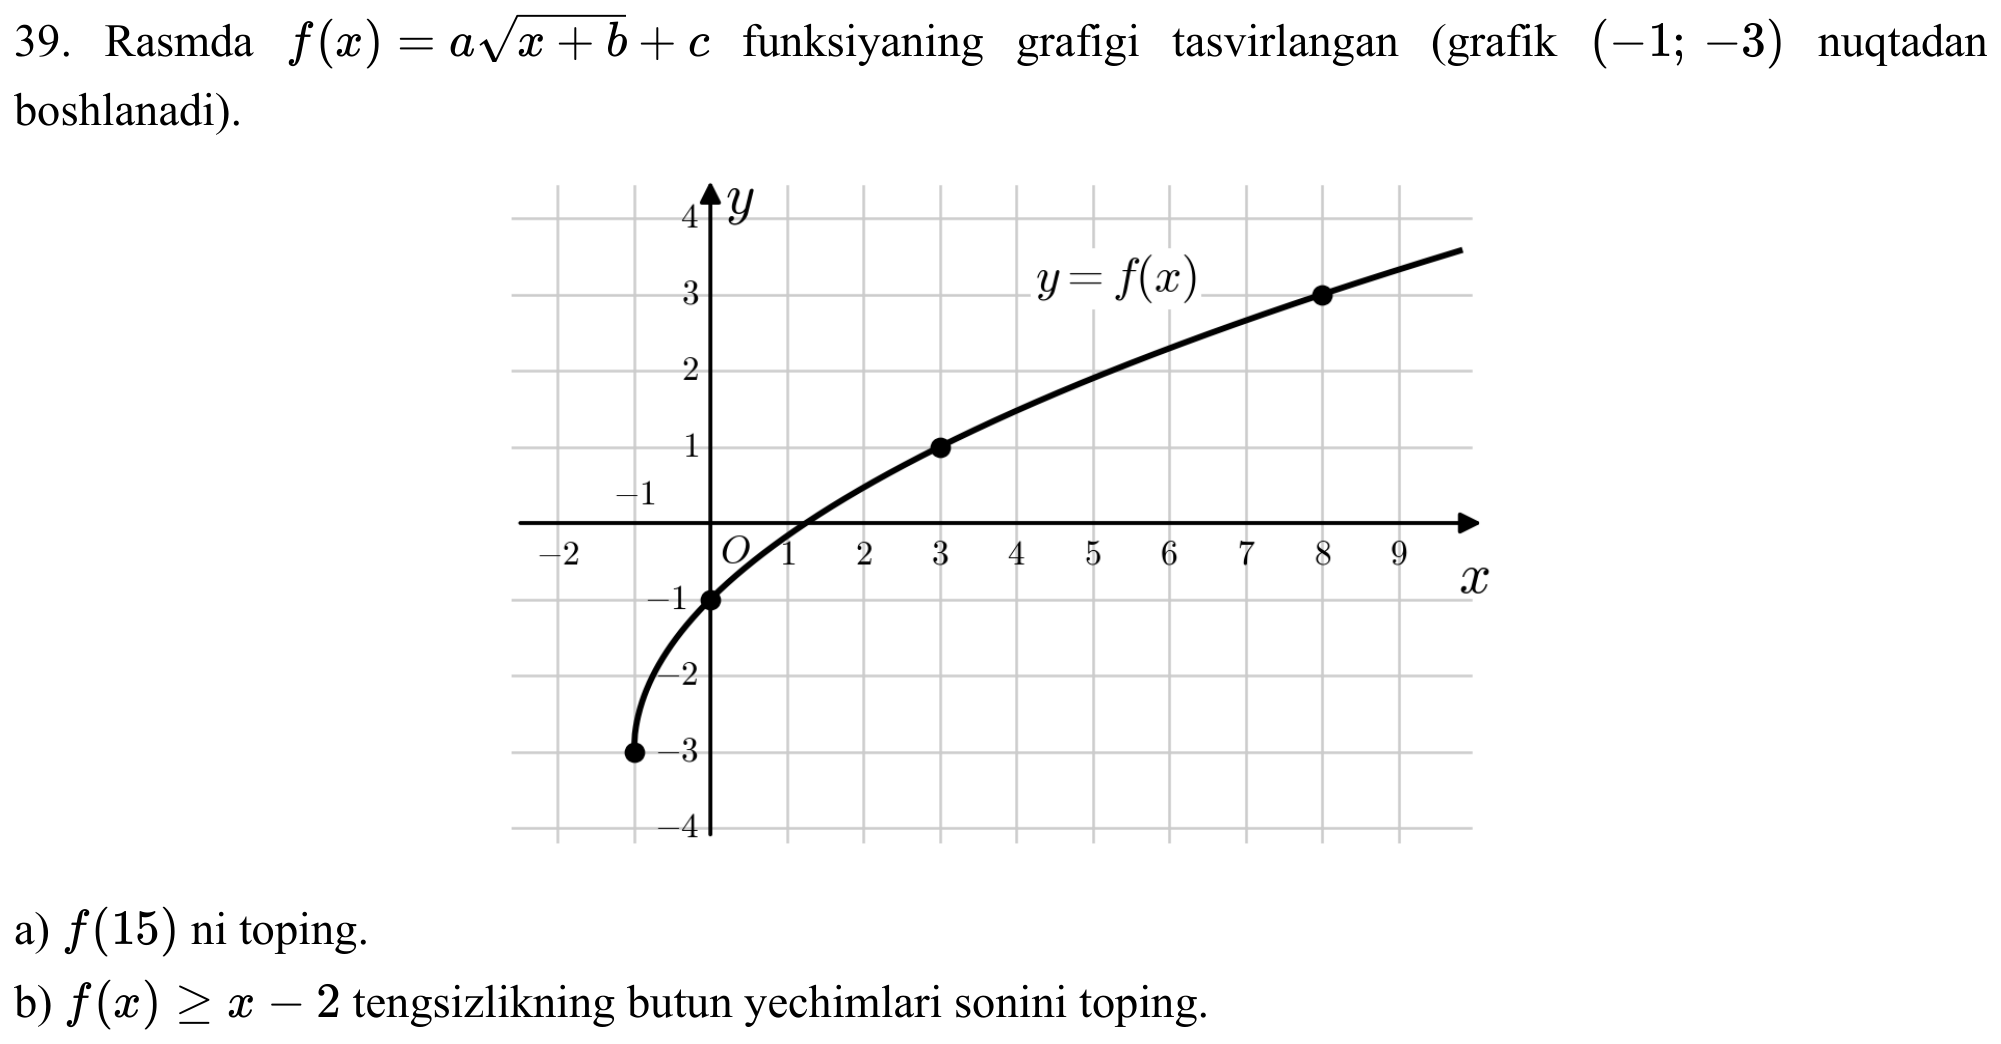 39. Rasmda f(x) = a√(x + b) + c funksiyaning grafigi tasvirlangan (grafik (−1; −3) nuqtadan
boshlanadi).
y
4
y = f(x)
3
2
1
−1
−2 O 1 2 3 4 5 6 7 8 9
x
−1
−2
−3
−4
a) f(15) ni toping.
b) f(x) ≥ x − 2 tengsizlikning butun yechimlari sonini toping.